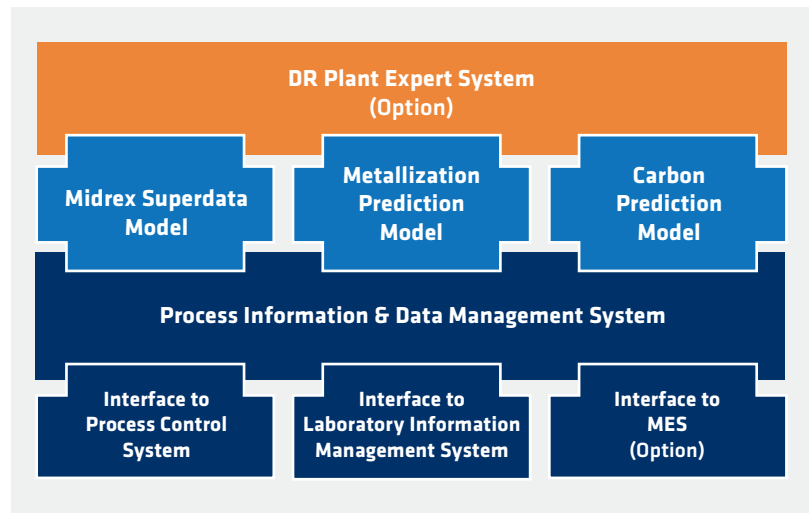 DR Plant Expert System
(Option)
Midrex Superdata
Model
Metallization
Prediction
Model
Carbon
Prediction
Model
Process Information & Data Management System
Interface to
Process Control
System
Interface to
Laboratory Information
Management System
Interface to
MES
(Option)